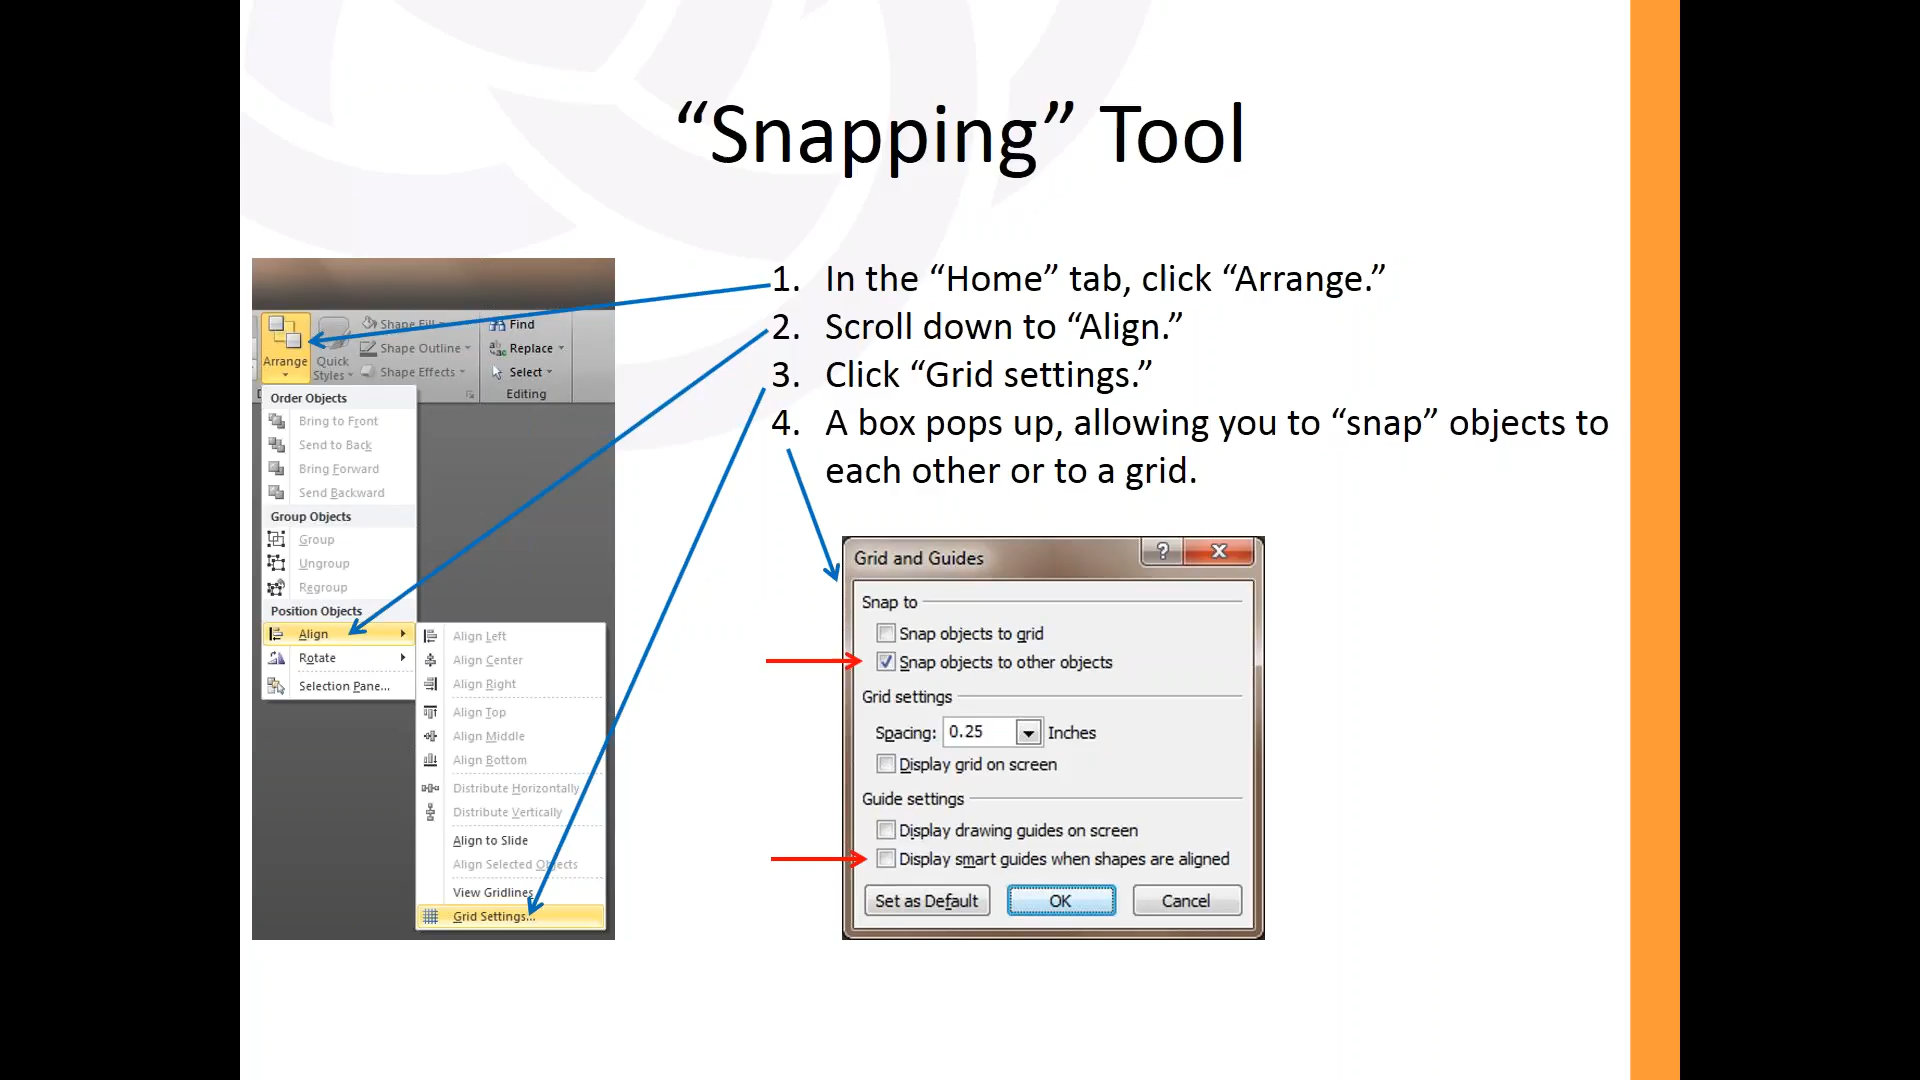 “Snapping” Tool
1. In the “Home” tab, click “Arrange.”
2. Scroll down to “Align.”
3. Click “Grid settings.”
4. A box pops up, allowing you to “snap” objects to
each other or to a grid.
Arrange
Quick
Styles
Shape Fill
Shape Outline
Shape Effects
Find
Replace
Select
Editing
Order Objects
Bring to Front
Send to Back
Bring Forward
Send Backward
Group Objects
Group
Ungroup
Regroup
Position Objects
Align
Rotate
Selection Pane...
Align Left
Align Center
Align Right
Align Top
Align Middle
Align Bottom
Distribute Horizontally
Distribute Vertically
Align to Slide
Align Selected Objects
View Gridlines
Grid Settings...
Grid and Guides
Snap to
Snap objects to grid
Snap objects to other objects
Grid settings
Spacing: 0.25 Inches
Display grid on screen
Guide settings
Display drawing guides on screen
Display smart guides when shapes are aligned
Set as Default OK Cancel